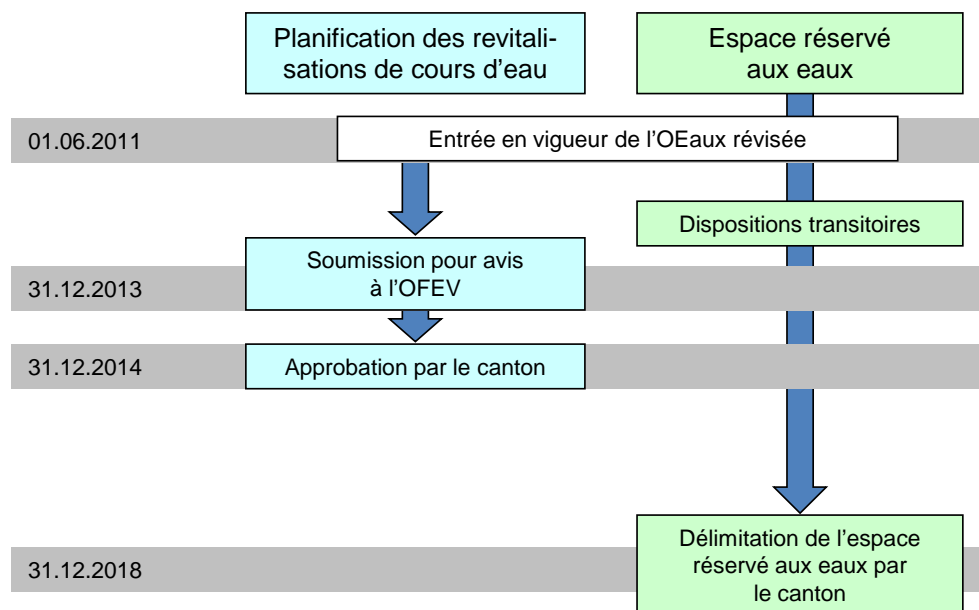 Planification des revitali-
sations de cours d'eau
Espace réservé
aux eaux
01.06.2011
Entrée en vigueur de l'OEaux révisée
Dispositions transitoires
Soumission pour avis
à l'OFEV
31.12.2013
31.12.2014
Approbation par le canton
Délimitation de l'espace
réservé aux eaux par
le canton
31.12.2018